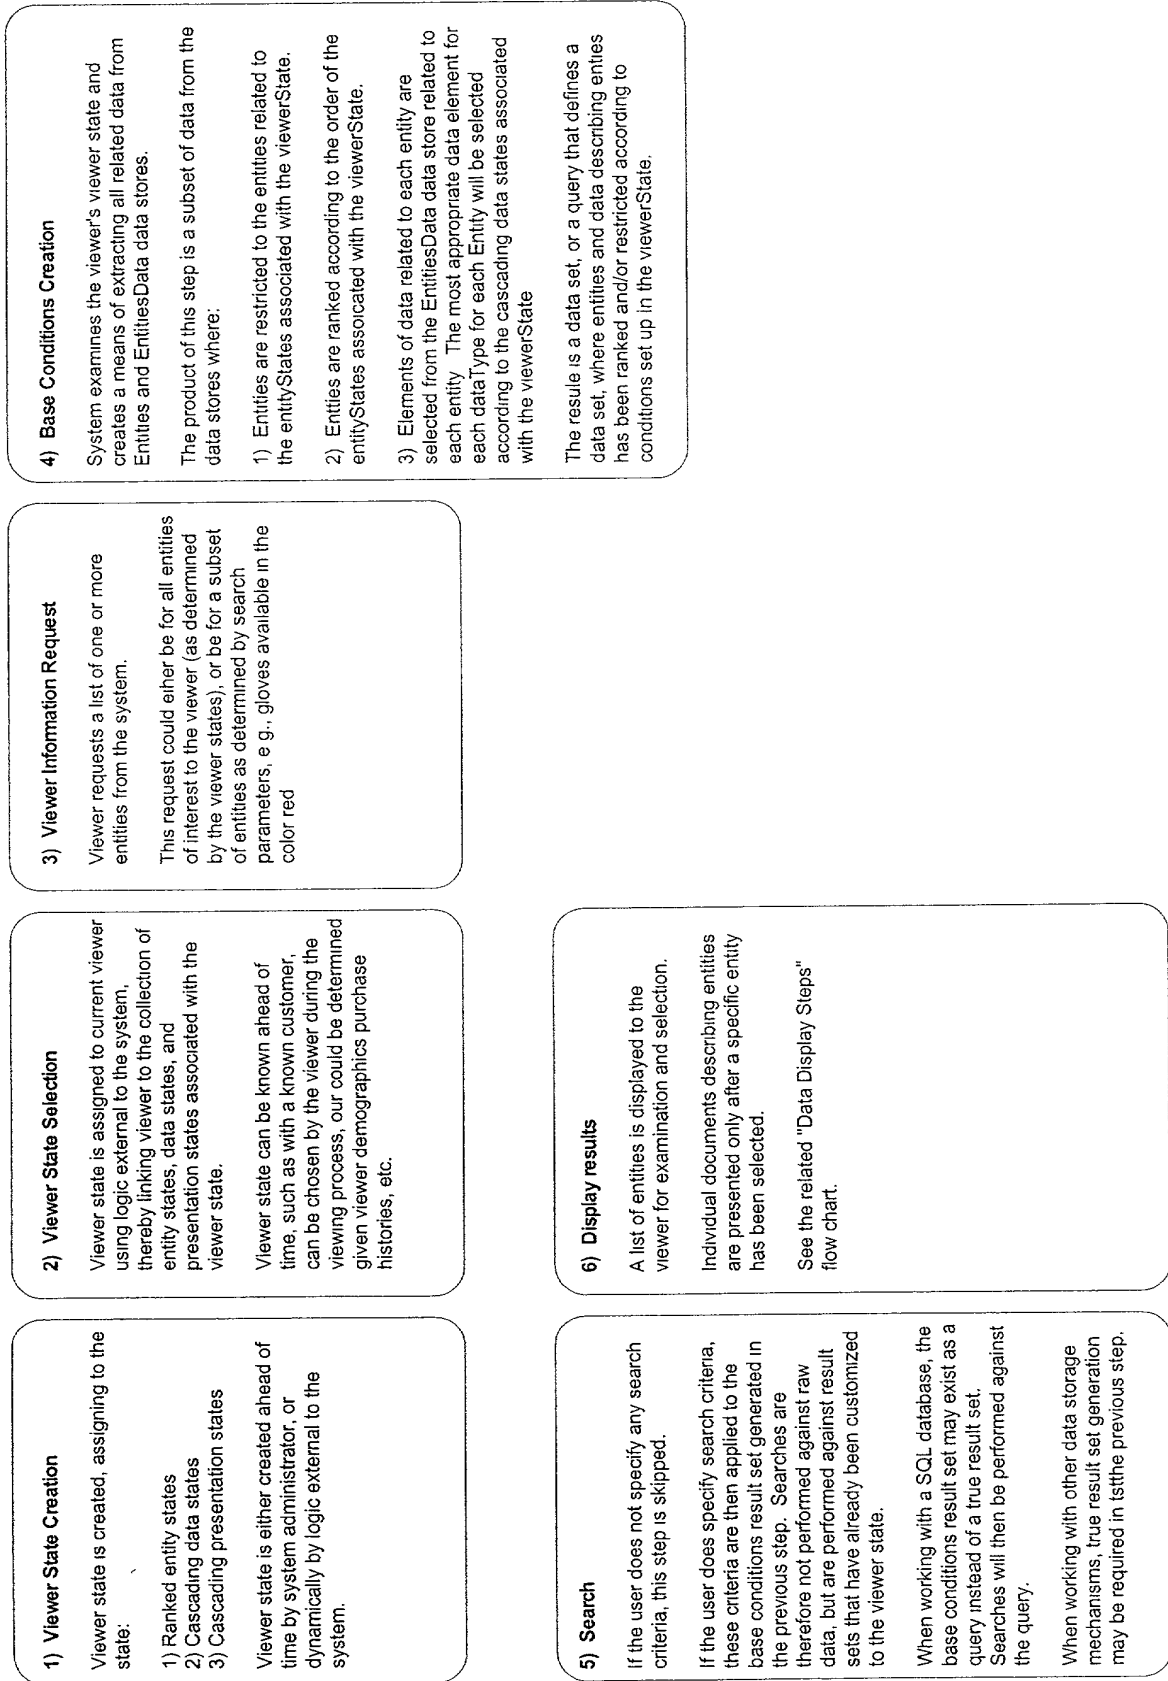 1) Viewer State Creation
Viewer state is created, assigning to the
state:
1) Ranked entity states
2) Cascading data states
3) Cascading presentation states
Viewer state is either created ahead of
time by system administrator, or
dynamically by logic external to the
system.
2) Viewer State Selection
Viewer state is assigned to current viewer
using logic external to the system,
thereby linking viewer to the collection of
entity states, data states, and
presentation states associated with the
viewer state.
Viewer state can be known ahead of
time, such as with a known customer,
can be chosen by the viewer during the
viewing process, our could be determined
given viewer demographics purchase
histories, etc.
3) Viewer Information Request
Viewer requests a list of one or more
entities from the system.
This request could eiher be for all entities
of interest to the viewer (as determined
by the viewer states), or be for a subset
of entities as determined by search
parameters, e g., gloves available in the
color red
4) Base Conditions Creation
System examines the viewer's viewer state and
creates a means of extracting all related data from
Entities and EntitiesData data stores.
The product of this step is a subset of data from the
data stores where:
1) Entities are restricted to the entities related to
the entityStates associated with the viewerState.
2) Entties are ranked according to the order of the
entityStates assoicated with the viewerState.
3) Elements of data related to each entity are
selected from the EntitiesData data store related to
each entity The most appropriate data element for
each dataType for each Entity will be selected
according to the cascading data states associated
with the viewerState
The resule is a data set, or a query that defines a
data set, where entities and data describing enties
has been ranked and/or restricted according to
conditions set up in the viewerState.
5) Search
If the user does not specify any search
criteria, this step is skipped.
If the user does specify search criteria,
these criteria are then applied to the
base conditions result set generated in
the previous step. Searches are
therefore not performed against raw
data, but are performed against result
sets that have already been customized
to the viewer state.
When working with a SQL database, the
base conditions result set may exist as a
query instead of a true result set.
Searches will then be performed against
the query.
When working with other data storage
mechanisms, true result set generation
may be required in tstthe previous step.
6) Display results
A list of entities is displayed to the
viewer for examination and selection.
Individual documents describing entities
are presented only after a specific entity
has been selected.
See the related "Data Display Steps"
flow chart.